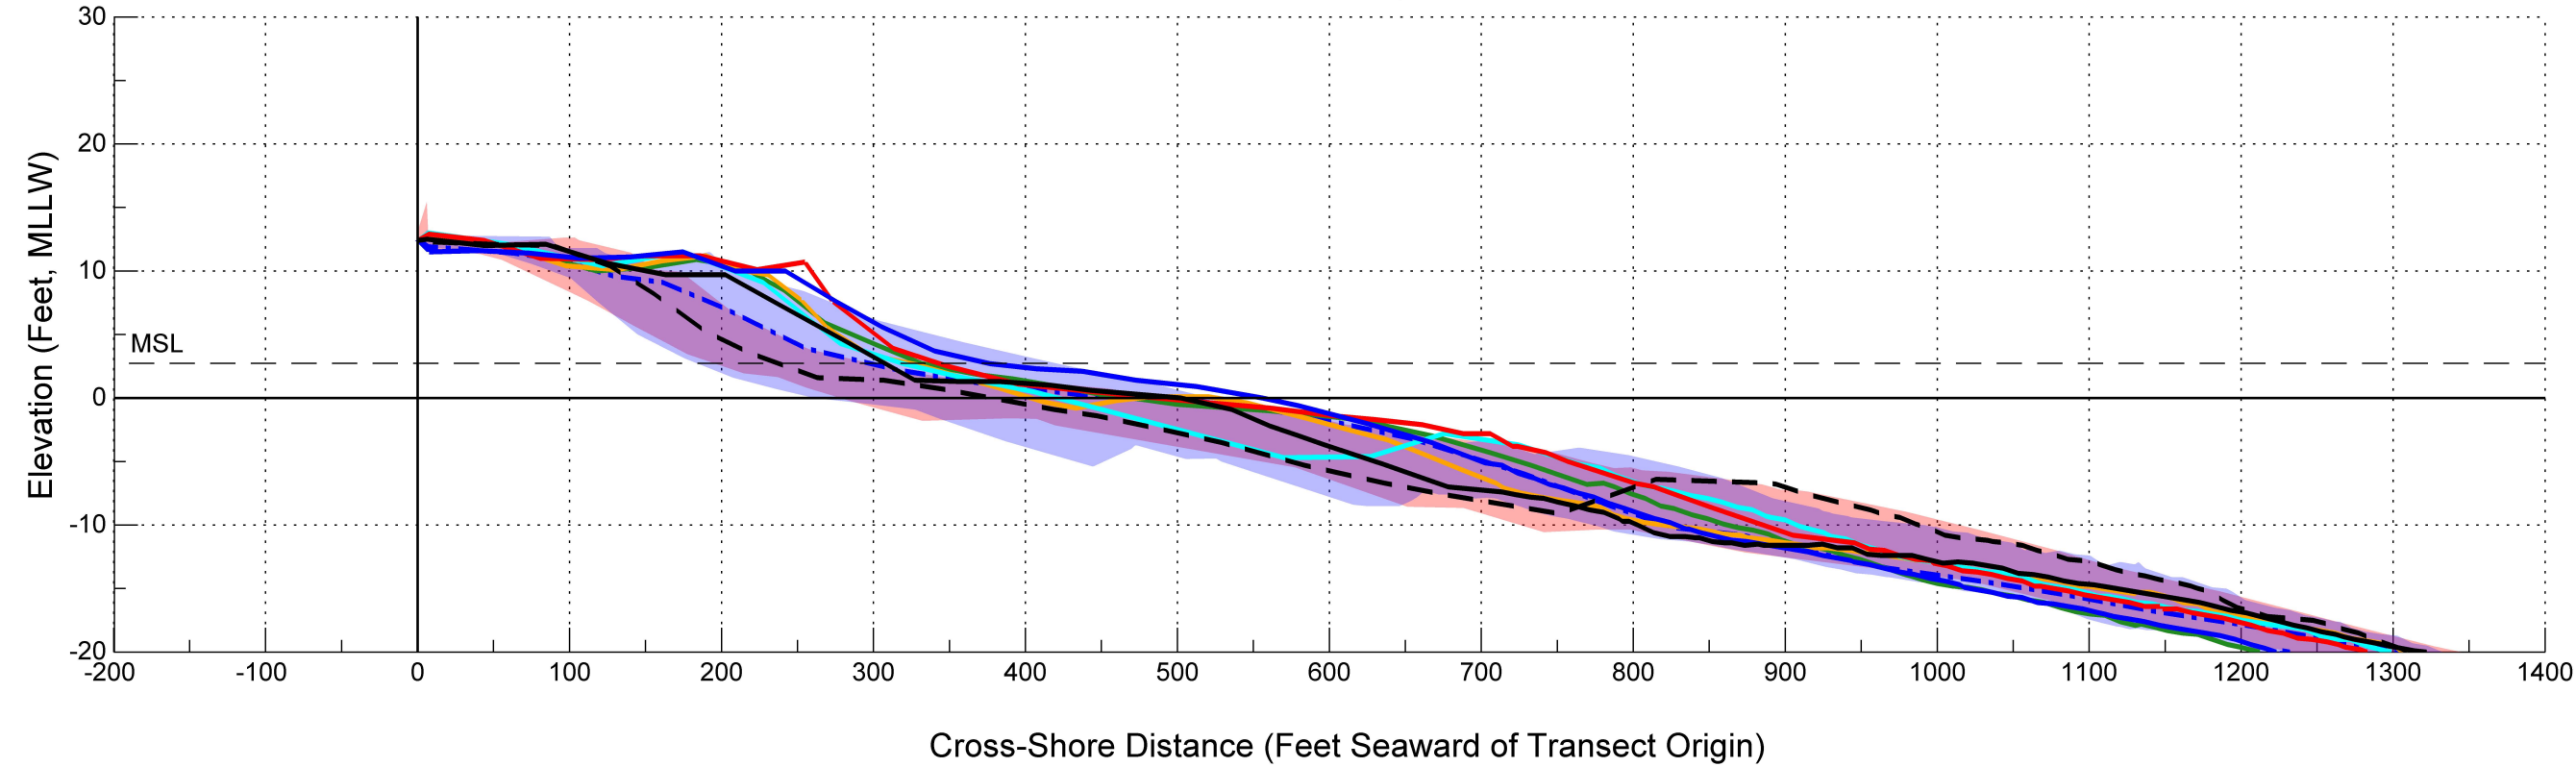 30
20
10
0
-10
-20
Elevation (Feet, MLLW)
MSL
-200 -100 0 100 200 300 400 500 600 700 800 900 1000 1100 1200 1300 1400
Cross-Shore Distance (Feet Seaward of Transect Origin)